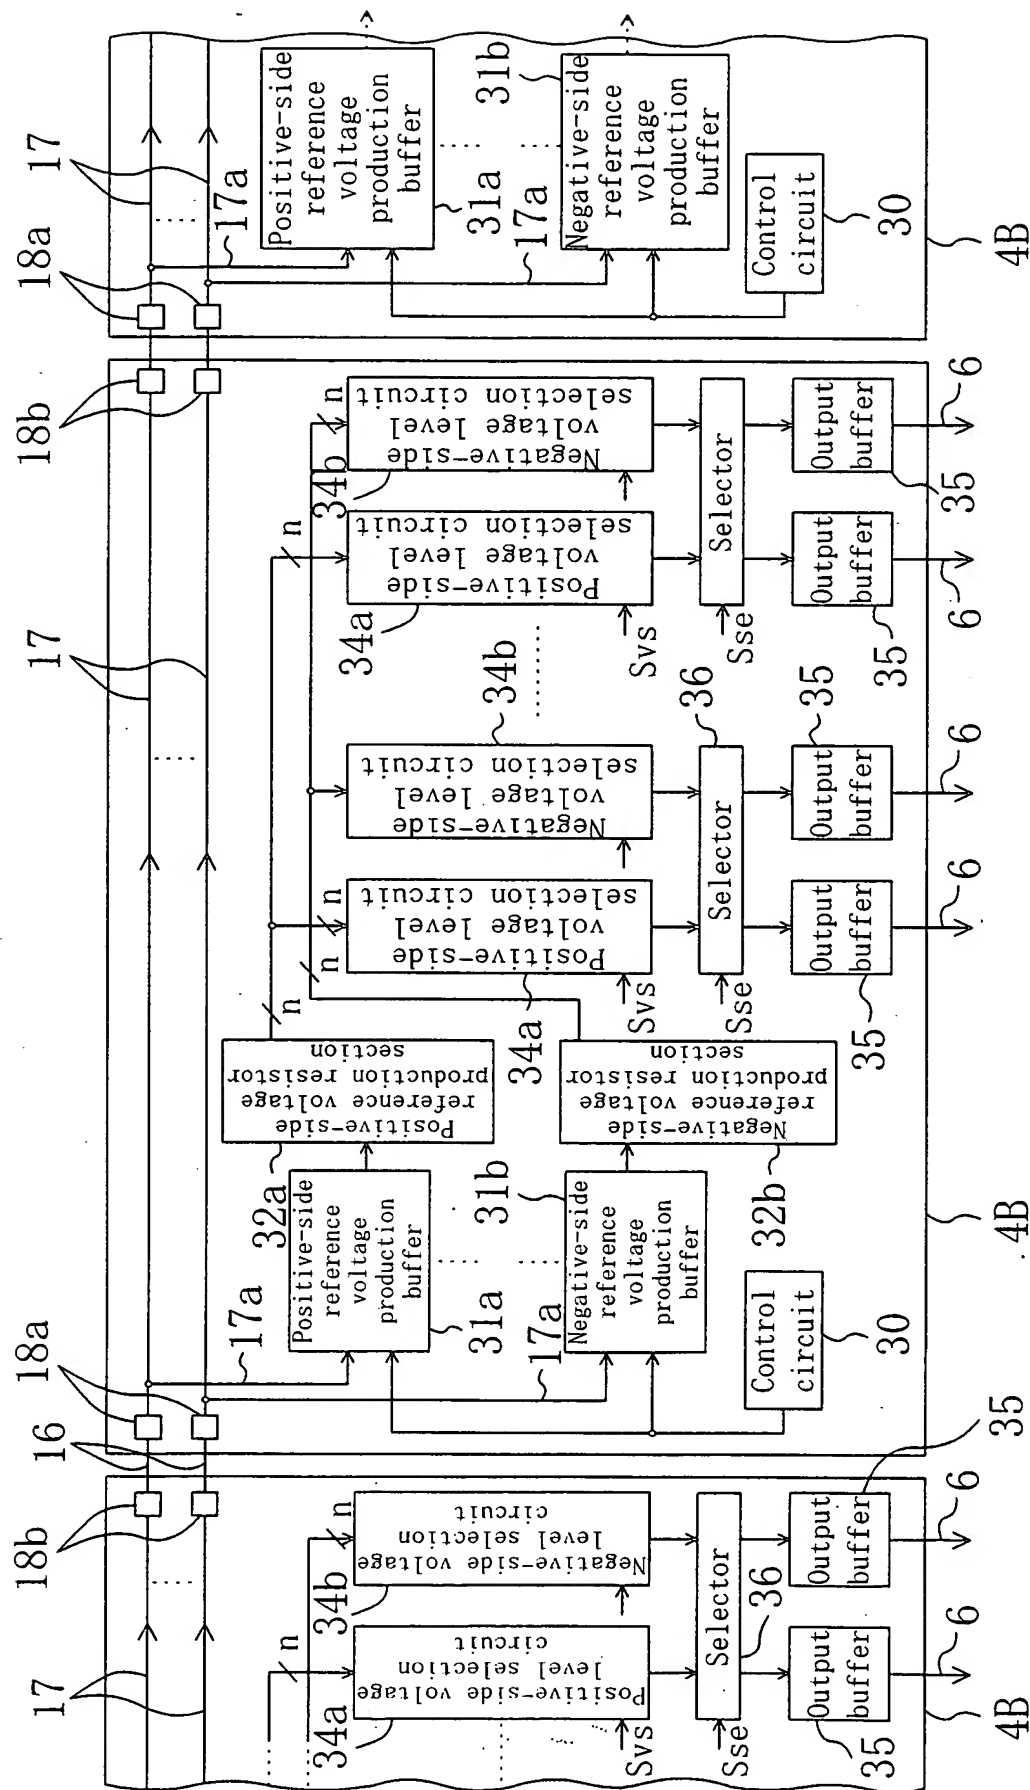 17
18b
n
n
34a
Positive-side voltage
level selection
circuit
34b
Negative-side voltage
level selection
circuit
Svs
Selector
Sse
36
Output
buffer
Output
buffer
35
35
6
6
4B
16
18a
17a
17
18b
32a
Positive-side
reference voltage
production resistor
section
Positive-side
reference
voltage
production
buffer
31a
31b
17a
Negative-side
reference
voltage
production
buffer
Negative-side
reference voltage
production resistor
section
32b
Control
circuit
30
n
n
n
n
n
n
Positive-side
voltage level
selection circuit
34a
Negative-side
voltage level
selection circuit
34b
Positive-side
voltage level
selection circuit
34a
Negative-side
voltage level
selection circuit
34b
Svs
Svs
Selector
Sse
36
Selector
Sse
Output
buffer
Output
buffer
Output
buffer
Output
buffer
35
35
35
35
6
6
6
6
4B
18a
17
17a
Positive-side
reference
voltage
production
buffer
31a
31b
17a
Negative-side
reference
voltage
production
buffer
Control
circuit
30
4B